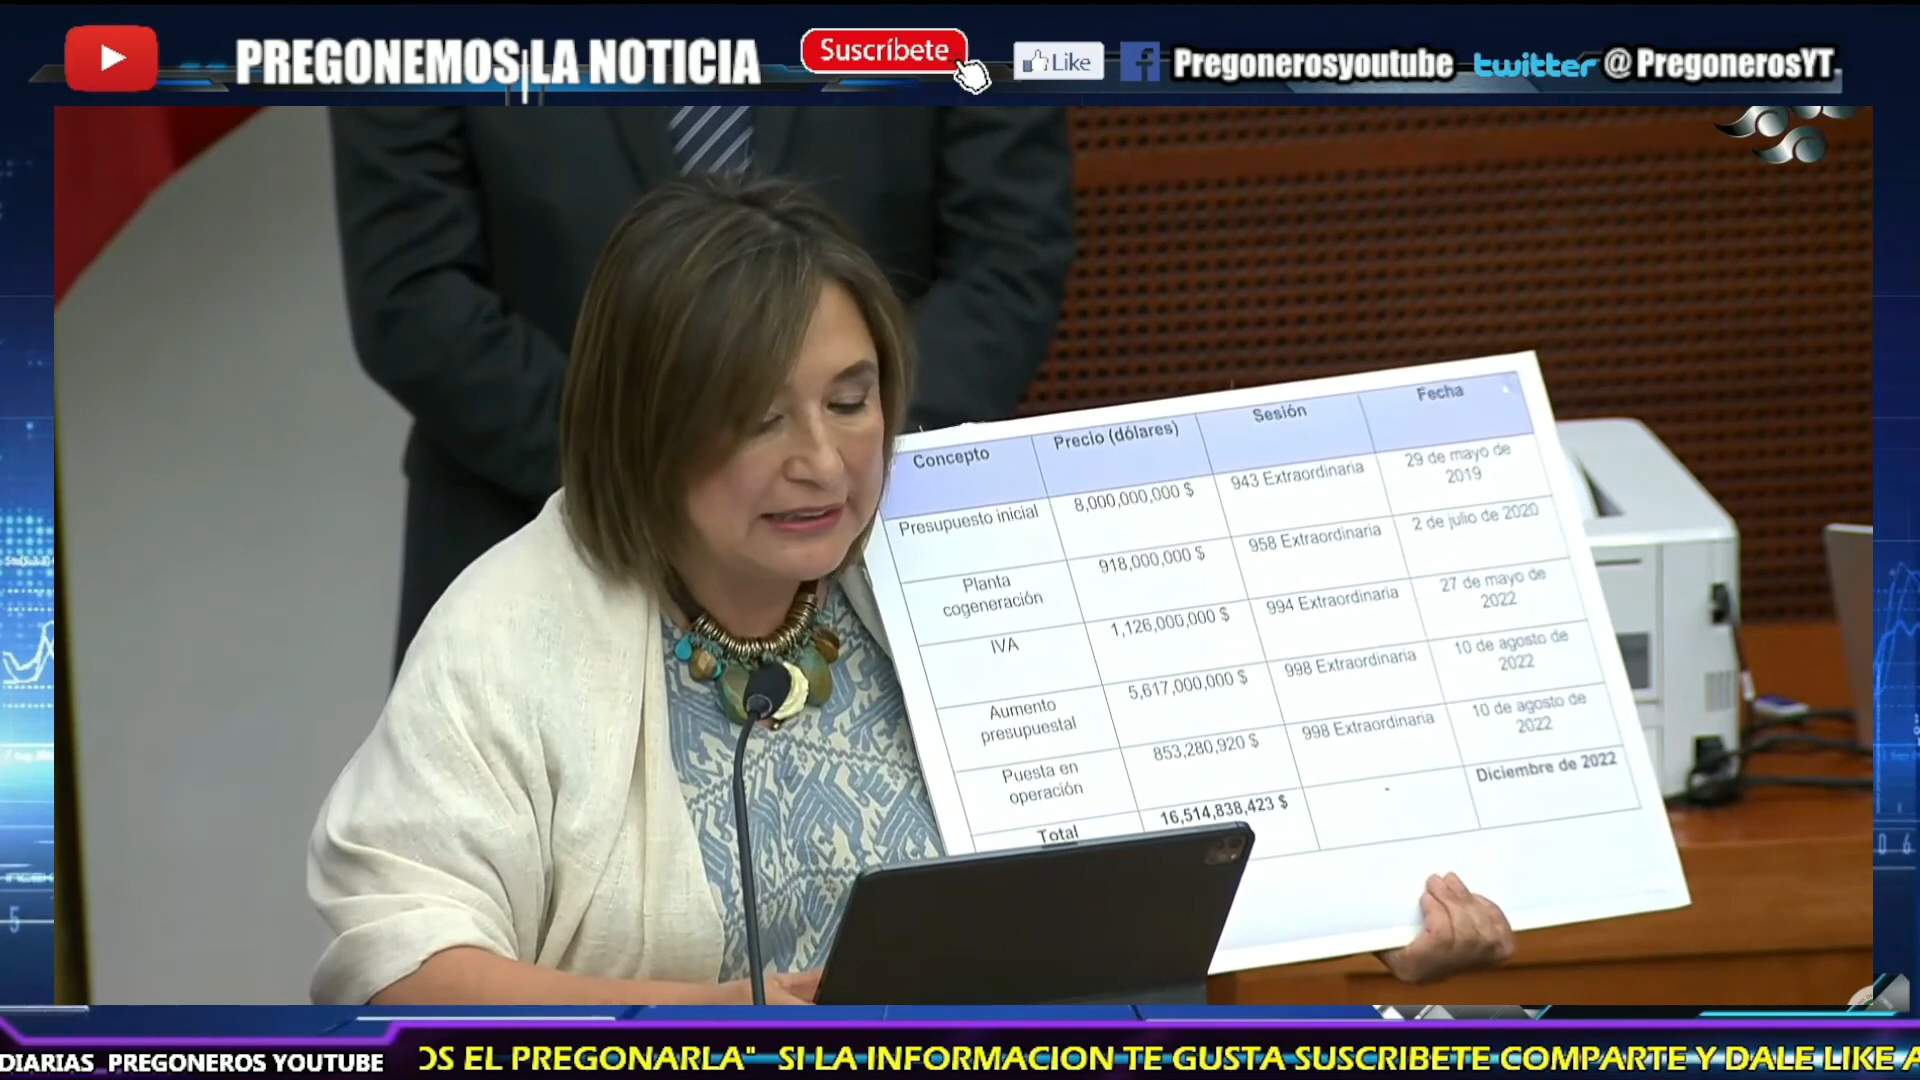 PREGONEMOS LA NOTICIA
Suscríbete
Like
f Pregonerosyoutube
twitter @PregonerosYT
Concepto Precio (dólares) Sesión Fecha
Presupuesto inicial 8,000,000,000 $ 943 Extraordinaria 29 de mayo de
2019
Planta
cogeneración 918,000,000 $ 958 Extraordinaria 2 de julio de 2020
IVA 1,126,000,000 $ 994 Extraordinaria 27 de mayo de
2022
Aumento
presupuestal 5,617,000,000 $ 998 Extraordinaria 10 de agosto de
2022
Puesta en
operación 853,280,920 $ 998 Extraordinaria 10 de agosto de
2022
Total 16,514,838,423 $ - Diciembre de 2022
DIARIAS PREGONEROS YOUTUBE
OS EL PREGONARLA" SI LA INFORMACION TE GUSTA SUSCRIBETE COMPARTE Y DALE LIKE A